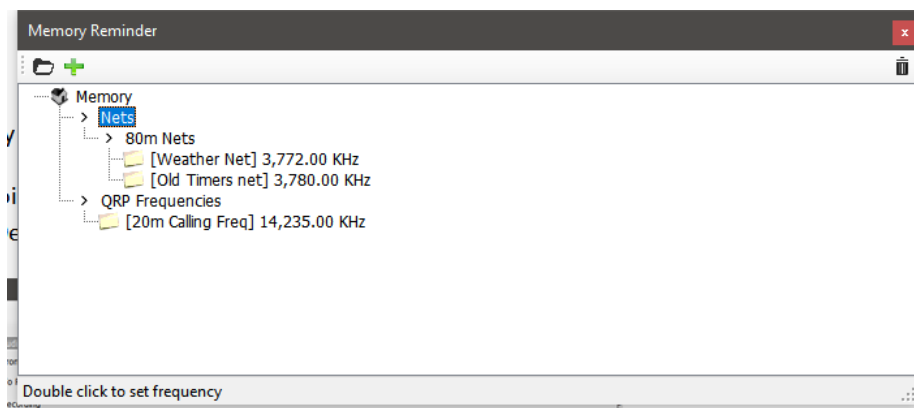 Memory Reminder
x
Memory
Nets
80m Nets
[Weather Net] 3,772.00 KHz
[Old Timers net] 3,780.00 KHz
QRP Frequencies
[20m Calling Freq] 14,235.00 KHz
Double click to set frequency